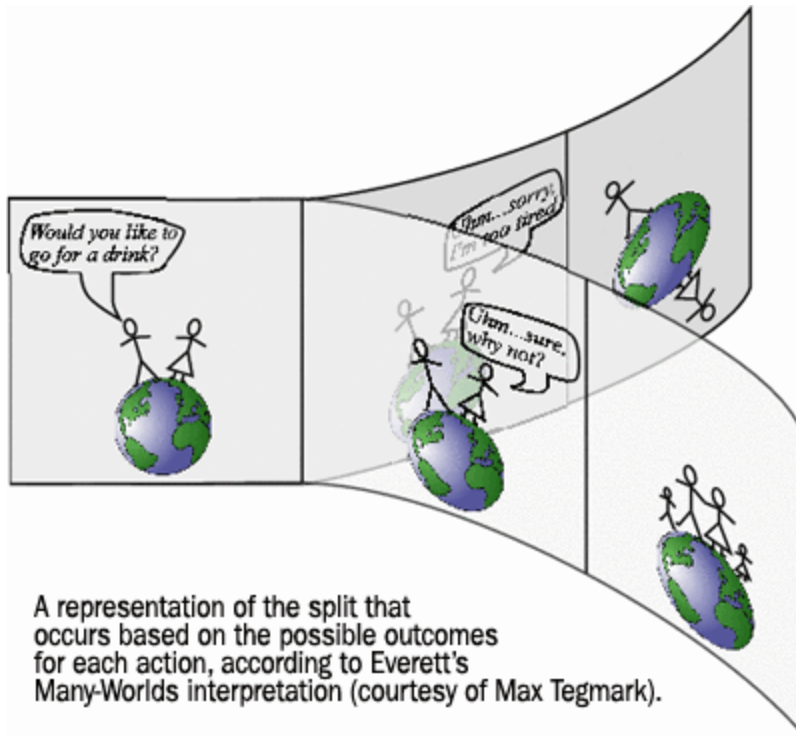 Would you like to
go for a drink?
Uhm...sorry,
I'm too tired
Uhm...sure,
why not?
A representation of the split that
occurs based on the possible outcomes
for each action, according to Everett's
Many-Worlds interpretation (courtesy of Max Tegmark).